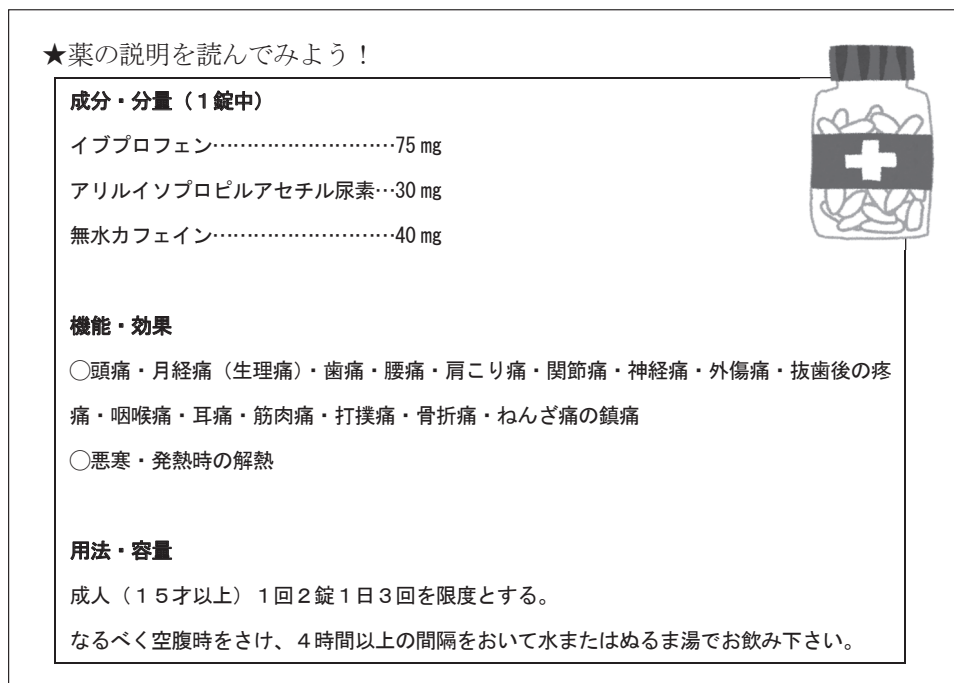 ★薬の説明を読んでみよう！
成分・分量（１錠中）
イブプロフェン………………………75 ㎎
アリルイソプロピルアセチル尿素…30 ㎎
無水カフェイン………………………40 ㎎
機能・効果
◯頭痛・月経痛（生理痛）・歯痛・腰痛・肩こり痛・関節痛・神経痛・外傷痛・抜歯後の疼
痛・咽喉痛・耳痛・筋肉痛・打撲痛・骨折痛・ねんざ痛の鎮痛
◯悪寒・発熱時の解熱
用法・容量
成人（１５才以上）１回２錠１日３回を限度とする。
なるべく空腹時をさけ、４時間以上の間隔をおいて水またはぬるま湯でお飲み下さい。